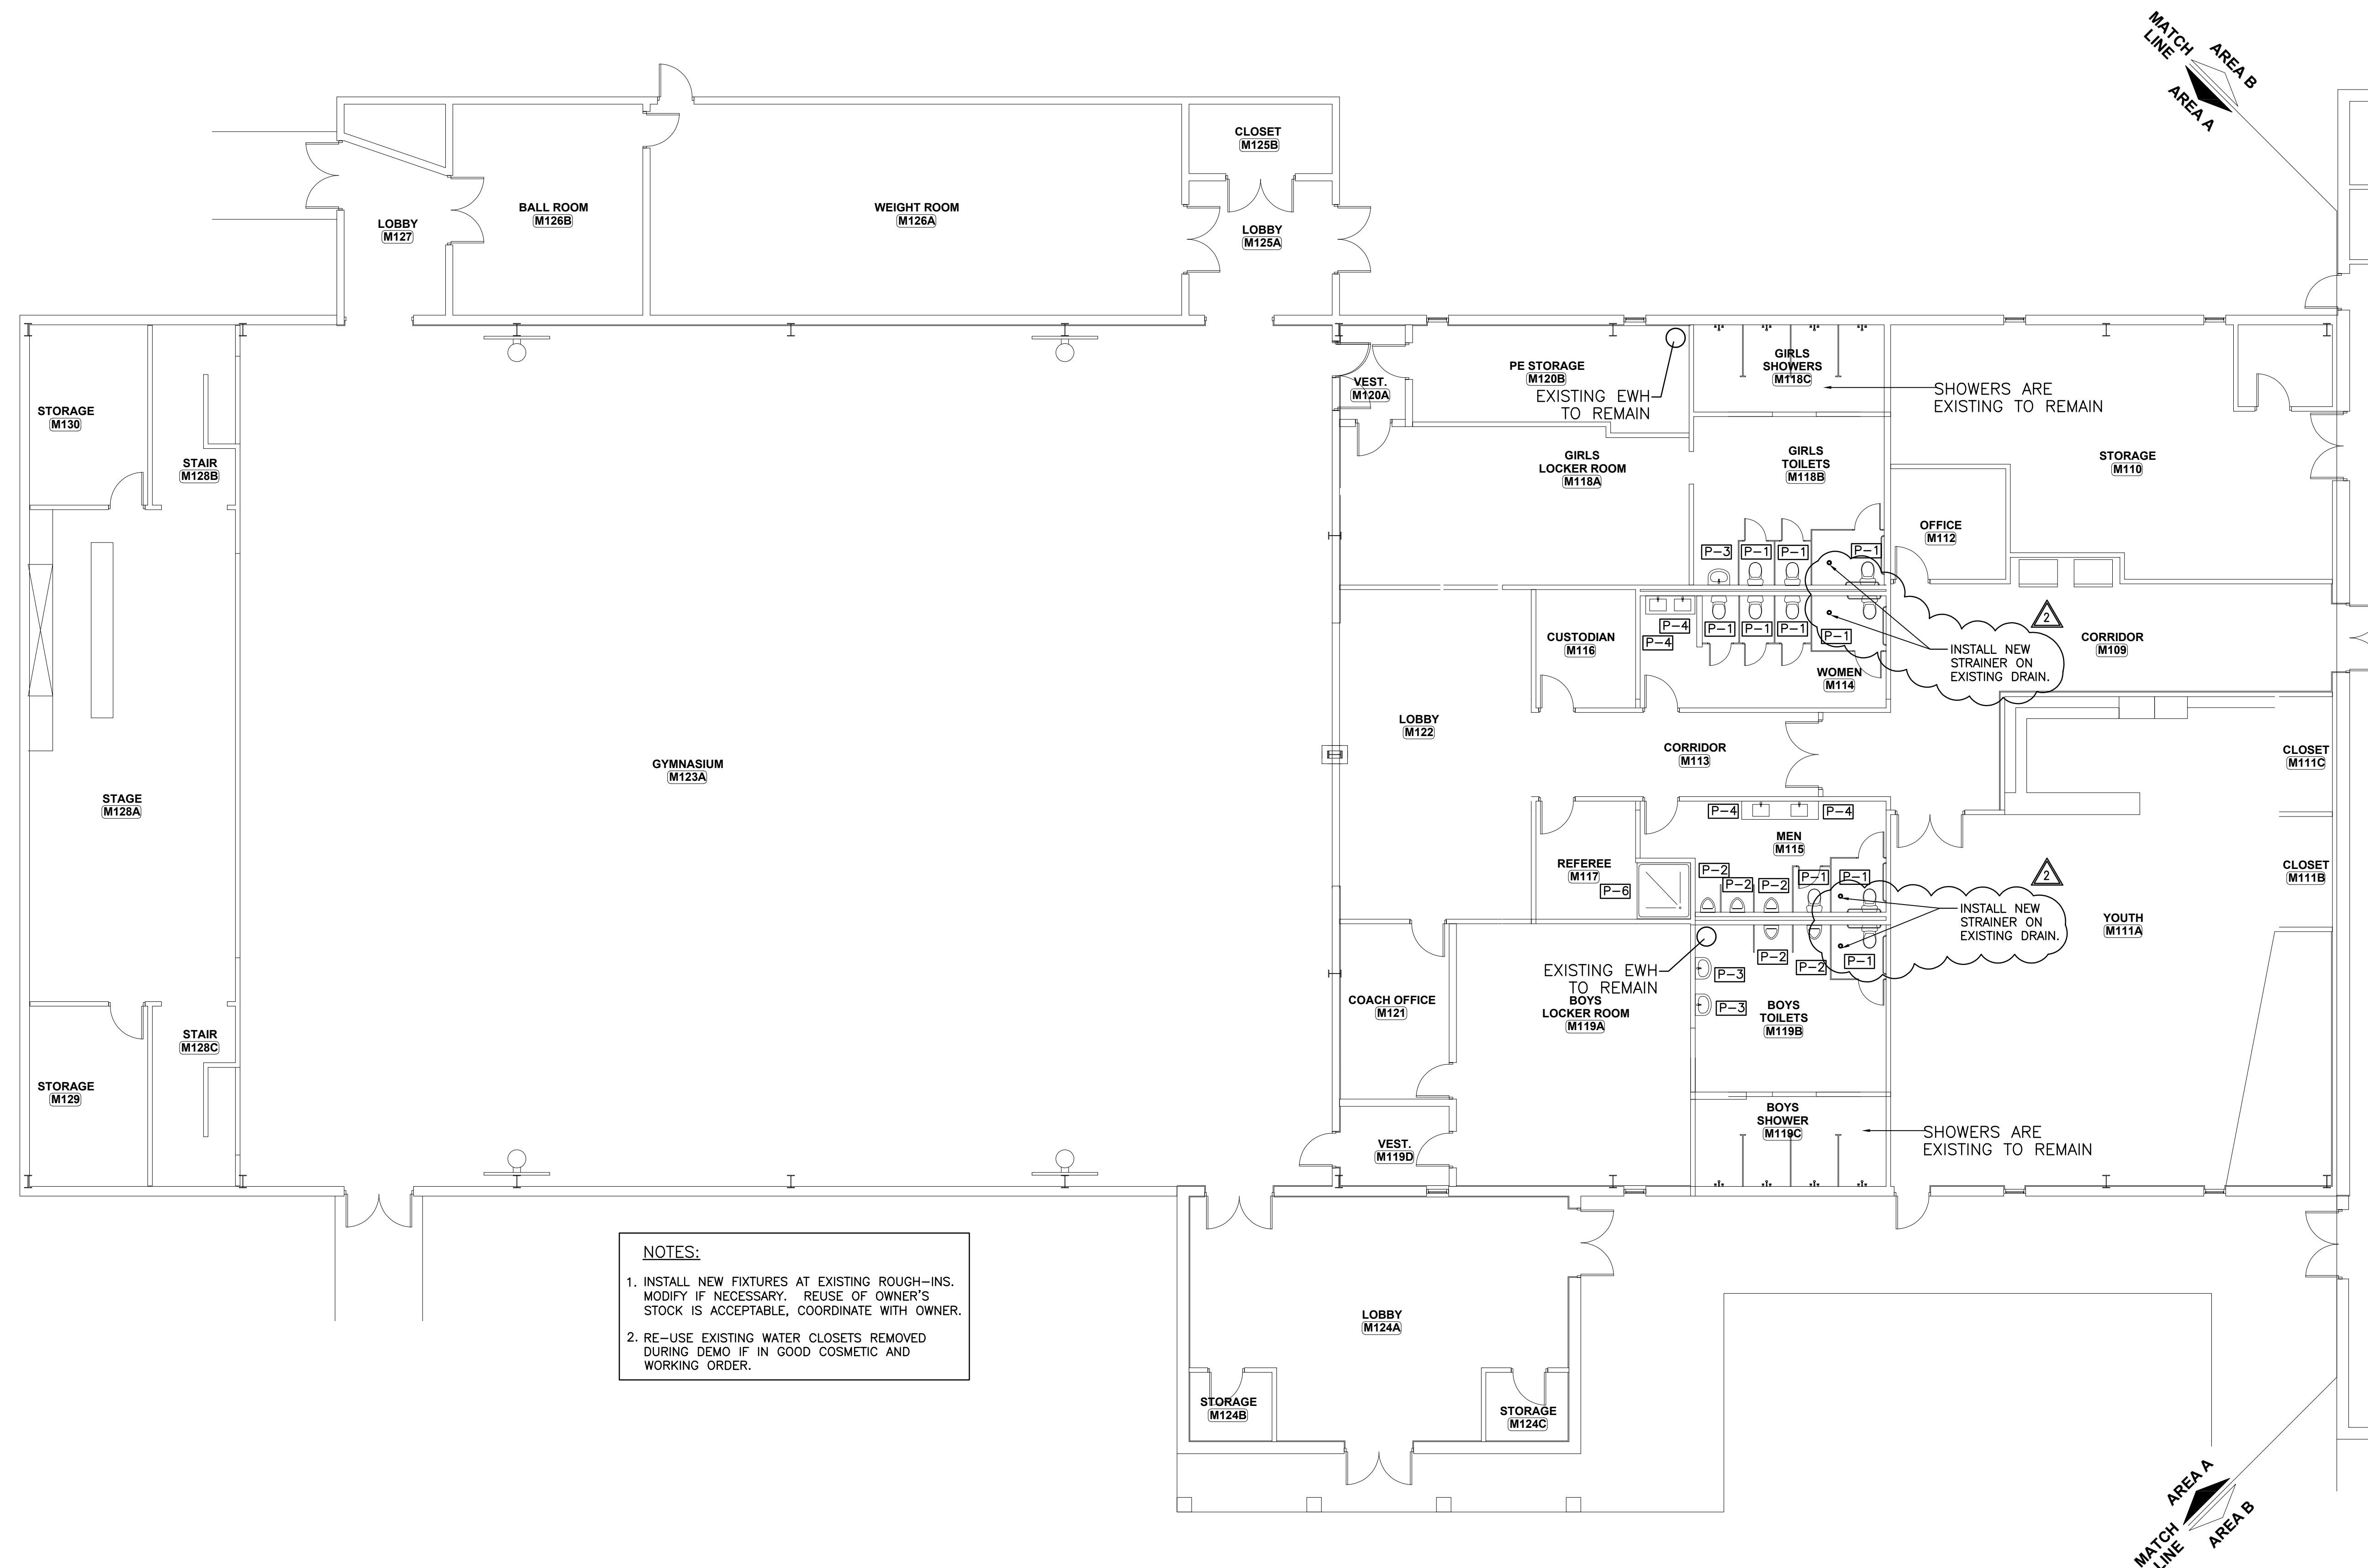 MATCH
LINE
AREA B
AREA A
CLOSET
M125B
LOBBY
M127
BALL ROOM
M126B
WEIGHT ROOM
M126A
LOBBY
M125A
STORAGE
M130
STAIR
M128B
VEST.
M120A
PE STORAGE
M120B
EXISTING EWH
TO REMAIN
GIRLS
SHOWERS
M118C
SHOWERS ARE
EXISTING TO REMAIN
GIRLS
LOCKER ROOM
M118A
GIRLS
TOILETS
M118B
STORAGE
M110
OFFICE
M112
P-3
P-1
P-1
P-1
CUSTODIAN
M116
P-4
P-4
P-1
P-1
P-1
P-1
WOMEN
M114
INSTALL NEW
STRAINER ON
EXISTING DRAIN.
2
CORRIDOR
M109
LOBBY
M122
CORRIDOR
M113
CLOSET
M111C
GYMNASIUM
M123A
STAGE
M128A
P-4
P-4
MEN
M115
REFEREE
M117
P-6
P-2
P-2
P-2
P-1
P-1
2
CLOSET
M111B
INSTALL NEW
STRAINER ON
EXISTING DRAIN.
YOUTH
M111A
EXISTING EWH
TO REMAIN
P-3
P-3
P-2
P-2
P-1
COACH OFFICE
M121
BOYS
LOCKER ROOM
M119A
BOYS
TOILETS
M119B
STAIR
M128C
STORAGE
M129
VEST.
M119D
BOYS
SHOWER
M119C
SHOWERS ARE
EXISTING TO REMAIN
NOTES:
1. INSTALL NEW FIXTURES AT EXISTING ROUGH-INS.
MODIFY IF NECESSARY. REUSE OF OWNER'S
STOCK IS ACCEPTABLE, COORDINATE WITH OWNER.
2. RE-USE EXISTING WATER CLOSETS REMOVED
DURING DEMO IF IN GOOD COSMETIC AND
WORKING ORDER.
LOBBY
M124A
STORAGE
M124B
STORAGE
M124C
AREA A
AREA B
MATCH
LINE